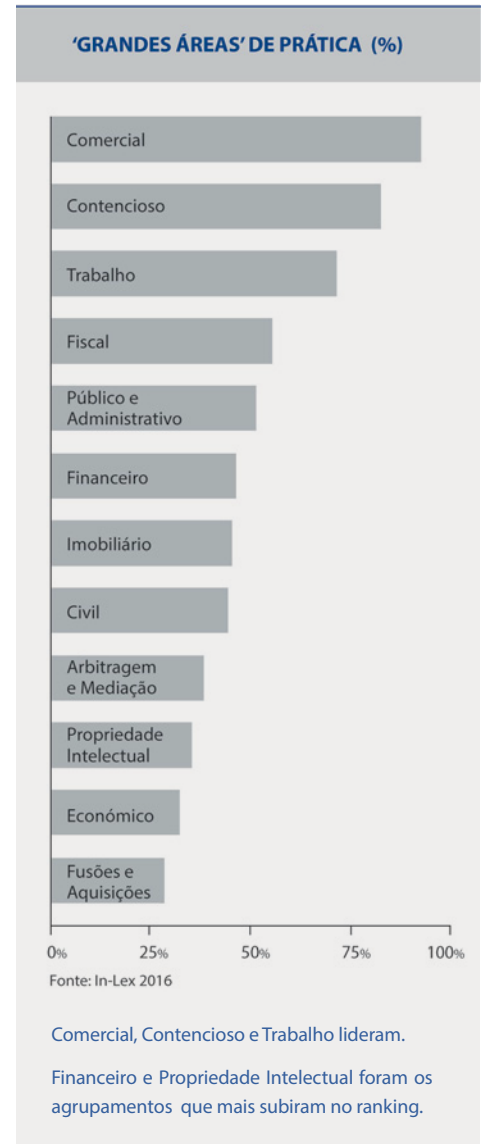 ‘GRANDES ÁREAS’ DE PRÁTICA (%)
Comercial
Contencioso
Trabalho
Fiscal
Público e
Administrativo
Financeiro
Imobiliário
Civil
Arbitragem
e Mediação
Propriedade
Intelectual
Económico
Fusões e
Aquisições
0% 25% 50% 75% 100%
Fonte: In-Lex 2016
Comercial, Contencioso e Trabalho lideram.
Financeiro e Propriedade Intelectual foram os
agrupamentos que mais subiram no ranking.